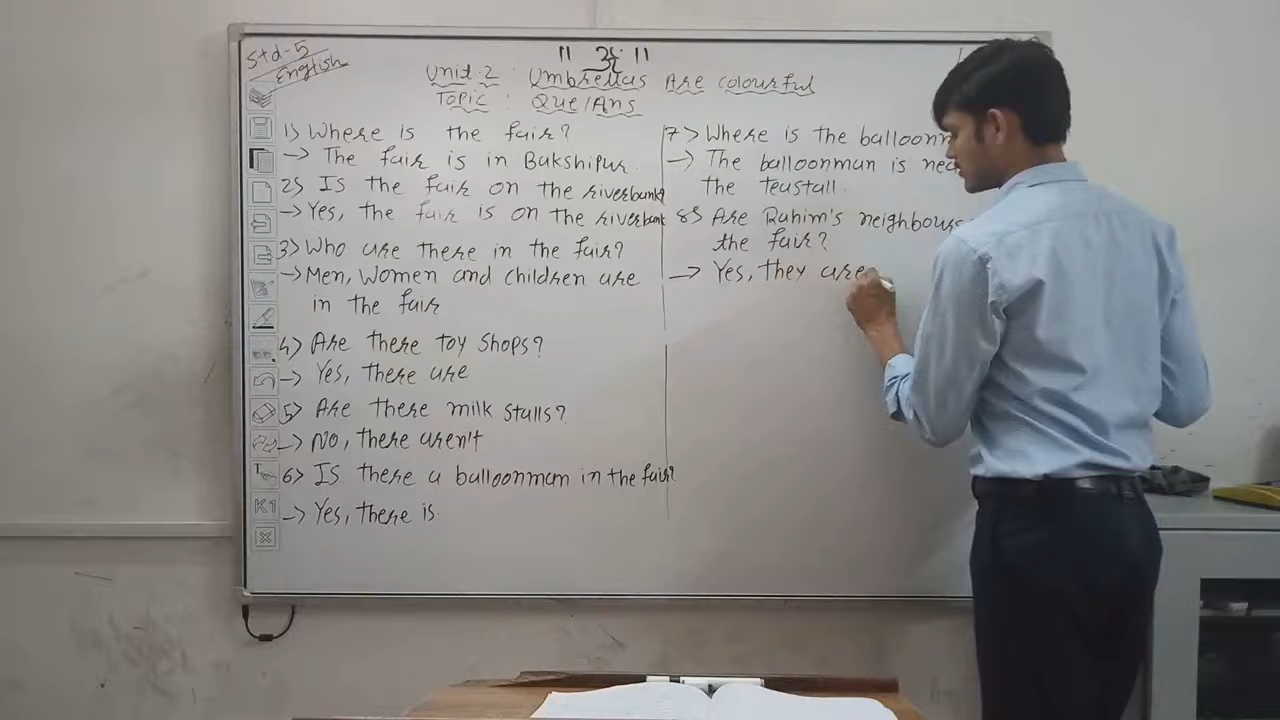 Std-5
English
Unit:2 : Umbrellas Are colourful
Topic : Que/Ans
1> Where is the fair?
→ The fair is in Bakshipur.
2> Is the fair on the riverbank?
→ Yes, the fair is on the riverbank
3> Who are there in the fair?
→ Men, Women and children are
in the fair
4> Are there toy shops?
→ Yes, there are
5> Are there milk stalls?
→ No, there aren't
6> Is there a balloonman in the fair?
→ Yes, there is.
7> Where is the balloonm
→ The balloonman is nea
the teastall.
8> Are Rahim's neighbours
the fair?
→ Yes, they are
K1